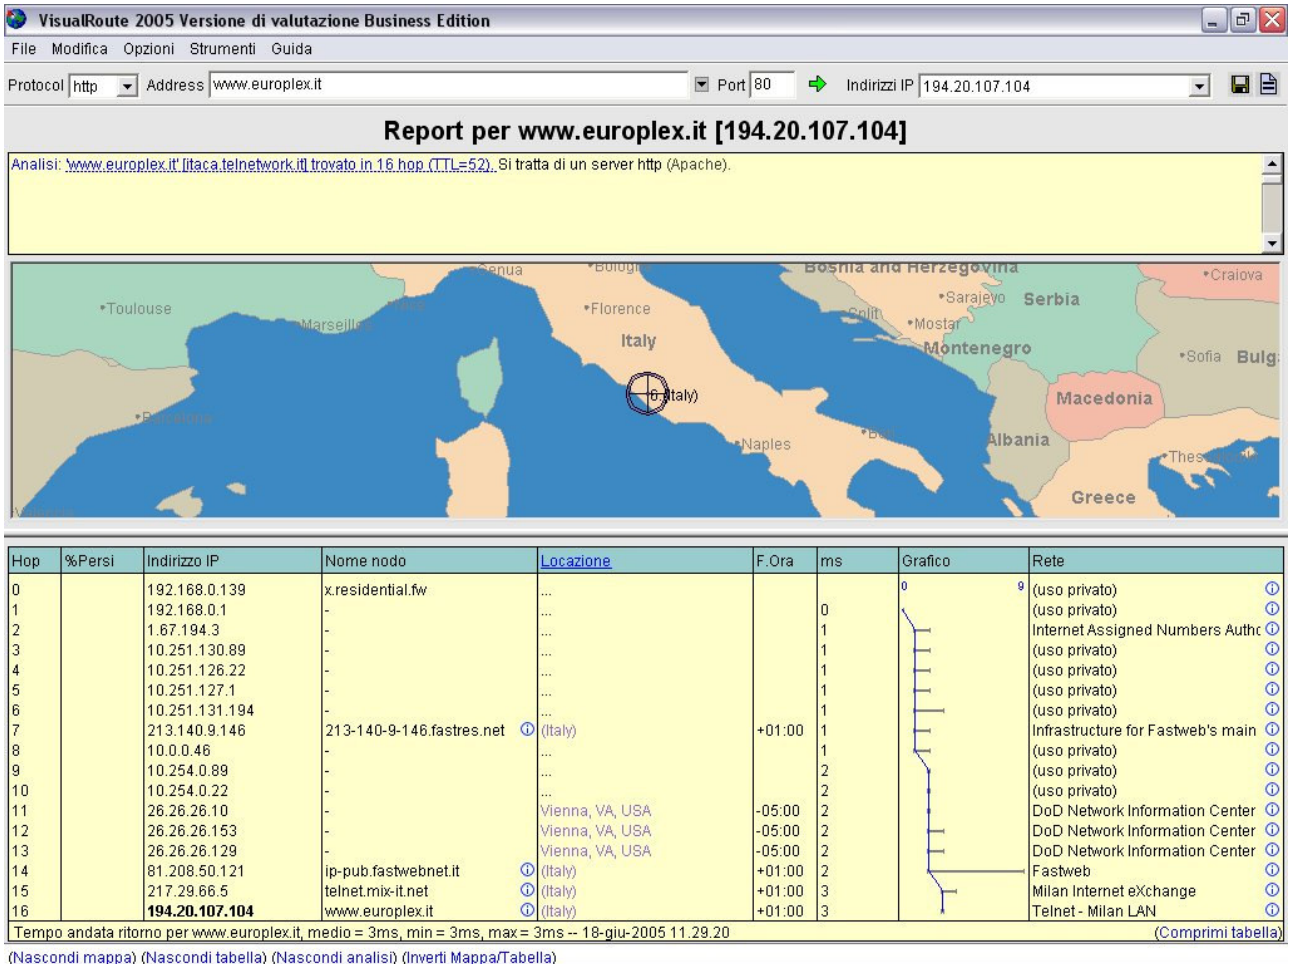 VisualRoute 2005 Versione di valutazione Business Edition
File Modifica Opzioni Strumenti Guida
Protocol http Address www.europlex.it Port 80 Indirizzi IP 194.20.107.104
Report per www.europlex.it [194.20.107.104]
Analisi: 'www.europlex.it' [itaca.telnetwork.it] trovato in 16 hop (TTL=52). Si tratta di un server http (Apache).
Genua Bologna Bosnia and Herzegovina
Craiova
Toulouse Florence Sarajevo Serbia
Marseille Split Mostar
Italy Montenegro
Sofia Bulg
(Italy) Macedonia
Barcelona Bari
Naples Albania
Greece
Hop %Persi Indirizzo IP Nome nodo Locazione F.Ora ms Grafico Rete
0 192.168.0.139 x.residential.fw ... 0 9 (uso privato)
1 192.168.0.1 - ... 0 (uso privato)
2 1.67.194.3 - ... 1 Internet Assigned Numbers Authc
3 10.251.130.89 - ... 1 (uso privato)
4 10.251.126.22 - ... 1 (uso privato)
5 10.251.127.1 - ... 1 (uso privato)
6 10.251.131.194 - ... 1 (uso privato)
7 213.140.9.146 213-140-9-146.fastres.net (Italy) +01:00 1 Infrastructure for Fastweb's main
8 10.0.0.46 - ... 1 (uso privato)
9 10.254.0.89 - ... 2 (uso privato)
10 10.254.0.22 - ... 2 (uso privato)
11 26.26.26.10 - Vienna, VA, USA -05:00 2 DoD Network Information Center
12 26.26.26.153 - Vienna, VA, USA -05:00 2 DoD Network Information Center
13 26.26.26.129 - Vienna, VA, USA -05:00 2 DoD Network Information Center
14 81.208.50.121 ip-pub.fastwebnet.it (Italy) +01:00 2 Fastweb
15 217.29.66.5 telnet.mix-it.net (Italy) +01:00 3 Milan Internet eXchange
16 194.20.107.104 www.europlex.it (Italy) +01:00 3 Telnet - Milan LAN
Tempo andata ritorno per www.europlex.it, medio = 3ms, min = 3ms, max = 3ms -- 18-giu-2005 11.29.20 (Comprimi tabella)
(Nascondi mappa) (Nascondi tabella) (Nascondi analisi) (Inverti Mappa/Tabella)